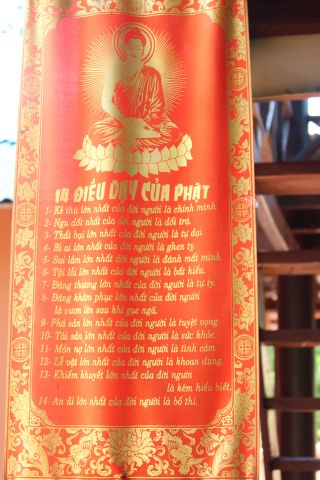 14 ĐIỀU DẠY CỦA PHẬT
1- Kẻ thù lớn nhất của đời người là chính mình.
2- Ngu dốt nhất của đời người là dối trá.
3- Thất bại lớn nhất của đời người là tự đại.
4- Bi ai lớn nhất của đời người là ghen tỵ.
5- Sai lầm lớn nhất của đời người là đánh mất mình.
6- Tội lỗi lớn nhất của đời người là bất hiếu.
7- Đáng thương lớn nhất của đời người là tự ty.
8- Đáng khâm phục lớn nhất của đời người
là vươn lên sau khi gục ngã.
9- Phá sản lớn nhất của đời người là tuyệt vọng.
10- Tài sản lớn nhất của đời người là sức khỏe.
11- Món nợ lớn nhất của đời người là tình cảm.
12- Lễ vật lớn nhất của đời người là khoan dung.
13- Khiếm khuyết lớn nhất của đời người
là kém hiểu biết.
14- An ủi lớn nhất của đời người là bố thí.